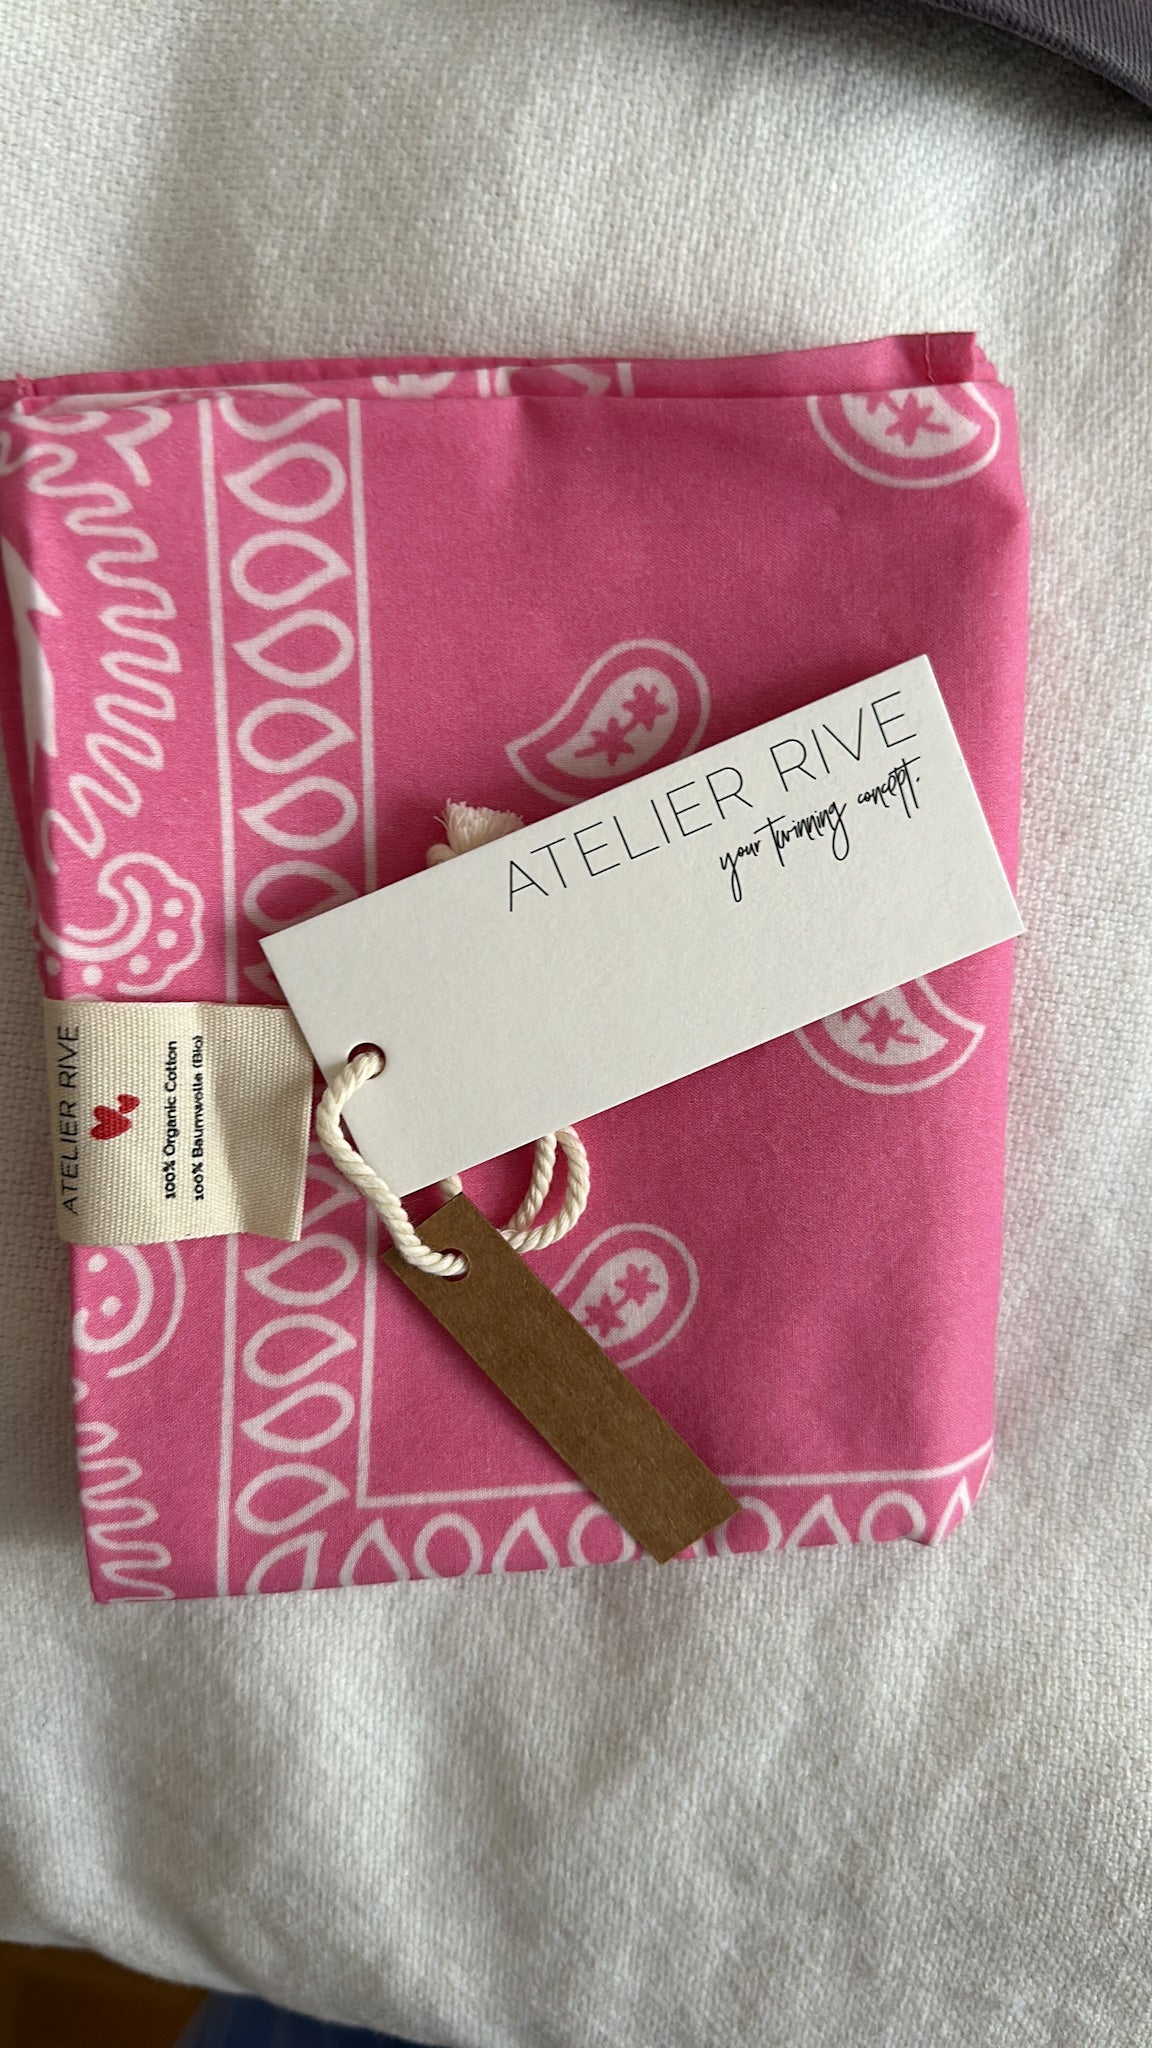 ATELIER RIVE
your twinning concept.
ATELIER RIVE
100% Organic Cotton
100% Baumwolle (Bio)